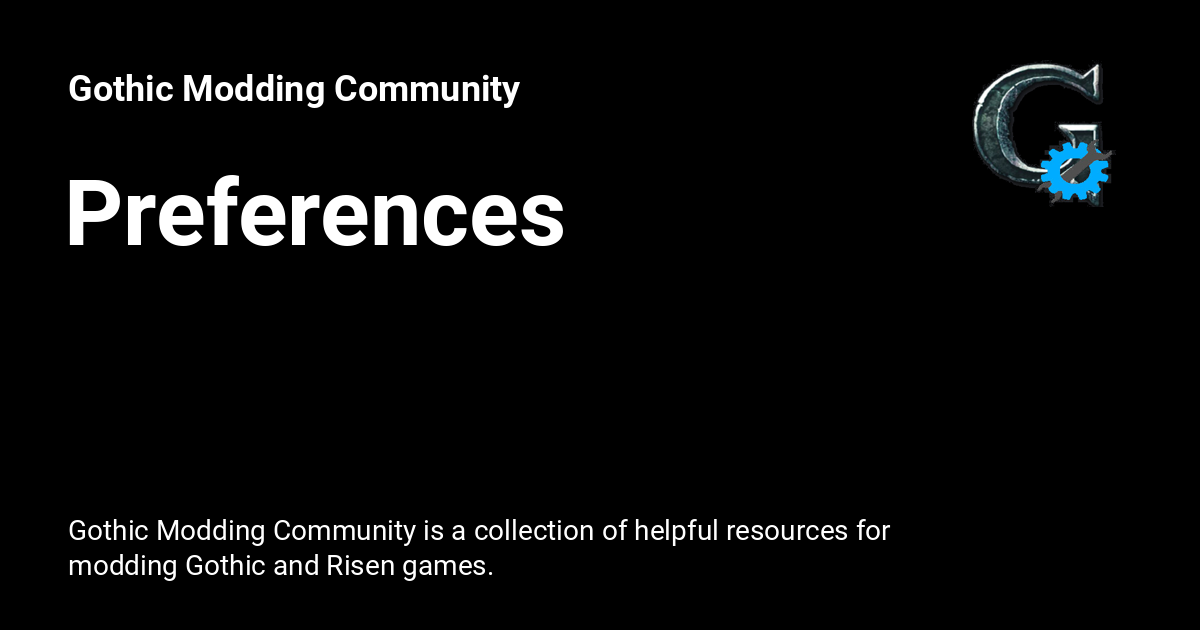 Gothic Modding Community
G
Preferences
Gothic Modding Community is a collection of helpful resources for
modding Gothic and Risen games.